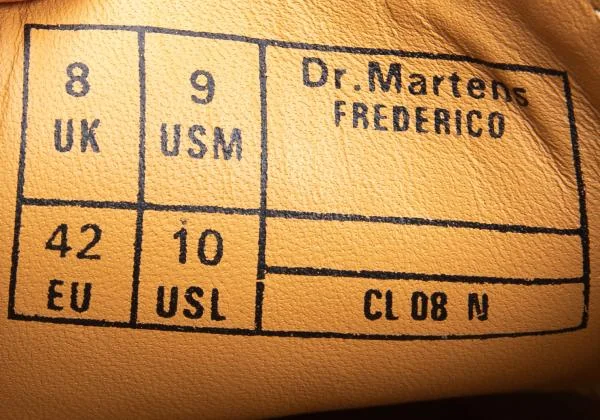 8
UK
9
USM
Dr.Martens
FREDERICO
42
EU
10
USL
CL 08 N